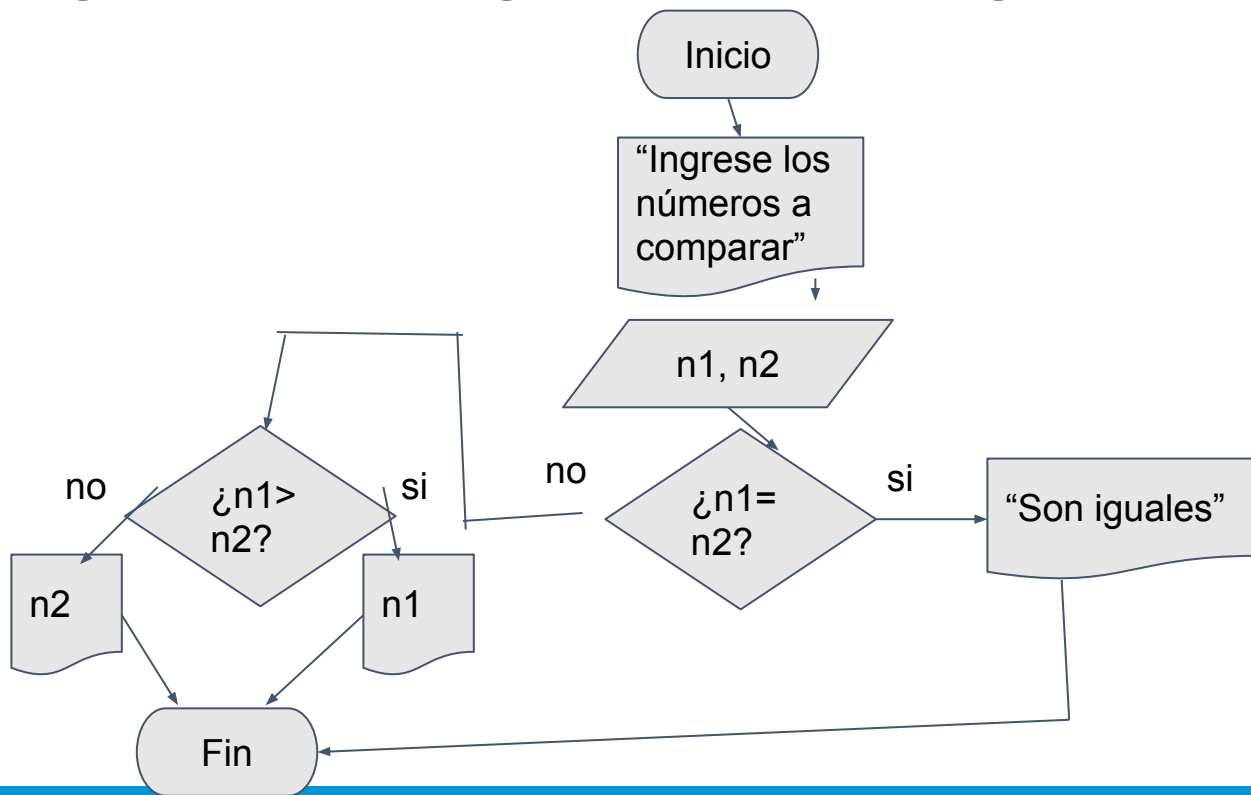 Inicio
“Ingrese los
números a
comparar”
n1, n2
¿n1=
n2?
si
“Son iguales”
no
¿n1>
n2?
si
n1
no
n2
Fin